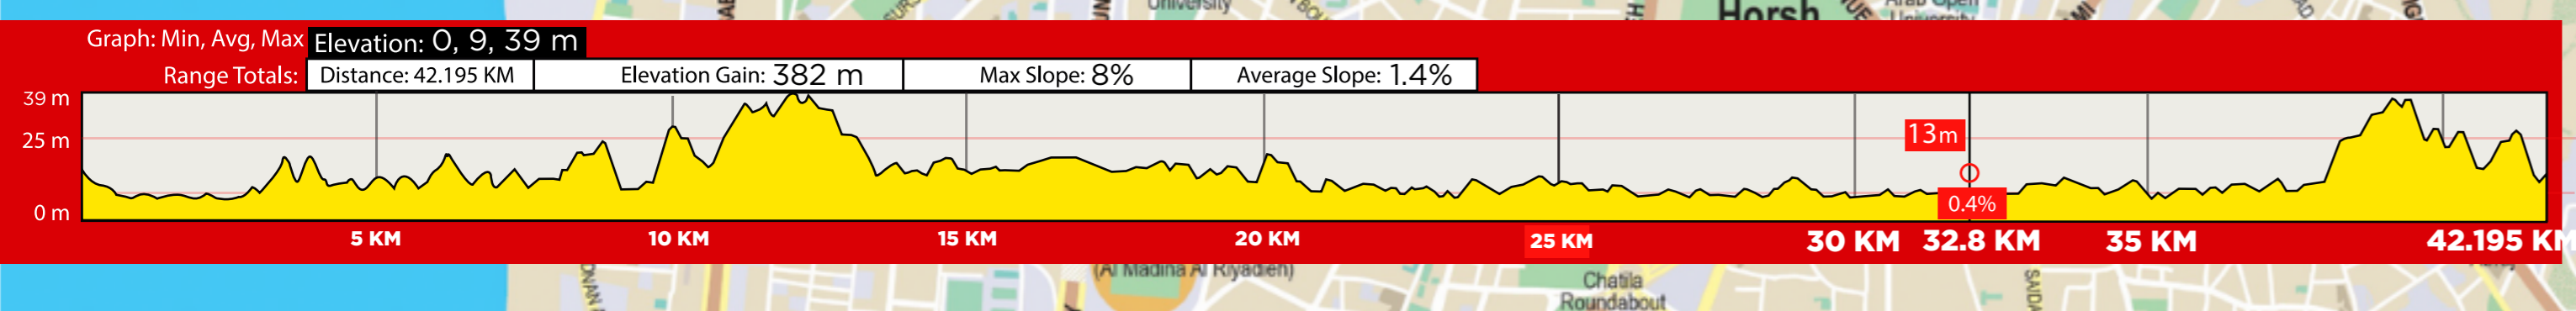 University
Horsh
Graph: Min, Avg, Max Elevation: 0, 9, 39 m
Range Totals: Distance: 42.195 KM Elevation Gain: 382 m Max Slope: 8% Average Slope: 1.4%
39 m
25 m
13m
0 m
0.4%
5 KM 10 KM 15 KM 20 KM 25 KM 30 KM 32.8 KM 35 KM 42.195 KM
(Al Madina Al Riyadieh)
Chatila
Roundabout